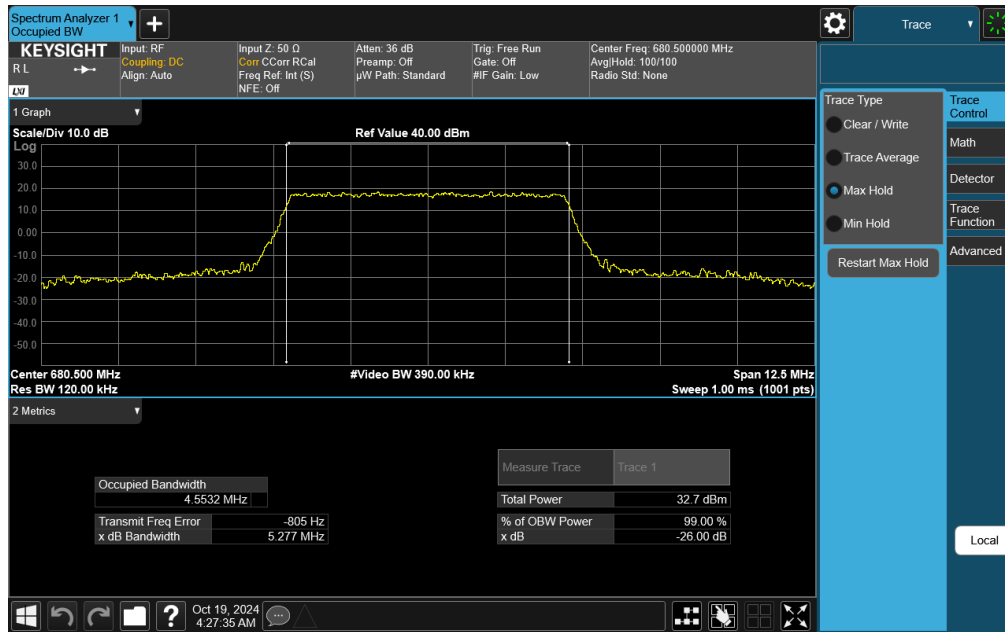 Spectrum Analyzer 1
Occupied BW
KEYSIGHT
R L
LXI
Input: RF
Coupling: DC
Align: Auto
Input Z: 50 Ω
Corr CCorr RCal
Freq Ref: Int (S)
NFE: Off
Atten: 36 dB
Preamp: Off
µW Path: Standard
Trig: Free Run
Gate: Off
#IF Gain: Low
Center Freq: 680.500000 MHz
Avg|Hold: 100/100
Radio Std: None
1 Graph
Scale/Div 10.0 dB
Ref Value 40.00 dBm
Log
30.0
20.0
10.0
0.00
-10.0
-20.0
-30.0
-40.0
-50.0
Center 680.500 MHz
#Video BW 390.00 kHz
Span 12.5 MHz
Res BW 120.00 kHz
Sweep 1.00 ms (1001 pts)
2 Metrics
Measure Trace Trace 1
Occupied Bandwidth
4.5532 MHz
Total Power 32.7 dBm
Transmit Freq Error -805 Hz
% of OBW Power 99.00 %
x dB Bandwidth 5.277 MHz
x dB -26.00 dB
Oct 19, 2024
4:27:35 AM
Trace
Trace Type
Clear / Write
Trace Average
Max Hold
Min Hold
Restart Max Hold
Trace
Control
Math
Detector
Trace
Function
Advanced
Local